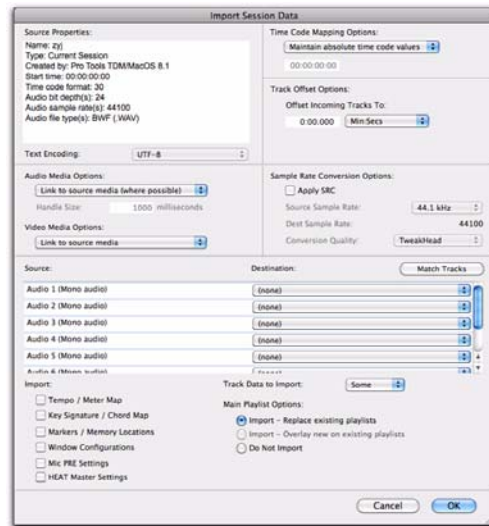 Import Session Data
Source Properties:
Name: zyj
Type: Current Session
Created by: Pro Tools TDM/MacOS 8.1
Start time: 00:00:00:00
Time code format: 30
Audio bit depth(s): 24
Audio sample rate(s): 44100
Audio file type(s): BWF (.WAV)
Text Encoding: UTF-8
Time Code Mapping Options:
Maintain absolute time code values
00:00:00:00
Track Offset Options:
Offset Incoming Tracks To:
0:00.000 Min:Secs
Audio Media Options:
Link to source media (where possible)
Handle Size: 1000 milliseconds
Video Media Options:
Link to source media
Sample Rate Conversion Options:
Apply SRC
Source Sample Rate: 44.1 kHz
Dest Sample Rate: 44100
Conversion Quality: TweakHead
Source: Destination: Match Tracks
Audio 1 (Mono audio) (none)
Audio 2 (Mono audio) (none)
Audio 3 (Mono audio) (none)
Audio 4 (Mono audio) (none)
Audio 5 (Mono audio) (none)
Audio 6 (Mono audio) (none)
Import:
Tempo / Meter Map
Key Signature / Chord Map
Markers / Memory Locations
Window Configurations
Mic PRE Settings
HEAT Master Settings
Track Data to Import: Some
Main Playlist Options:
Import - Replace existing playlists
Import - Overlay new on existing playlists
Do Not Import
Cancel OK